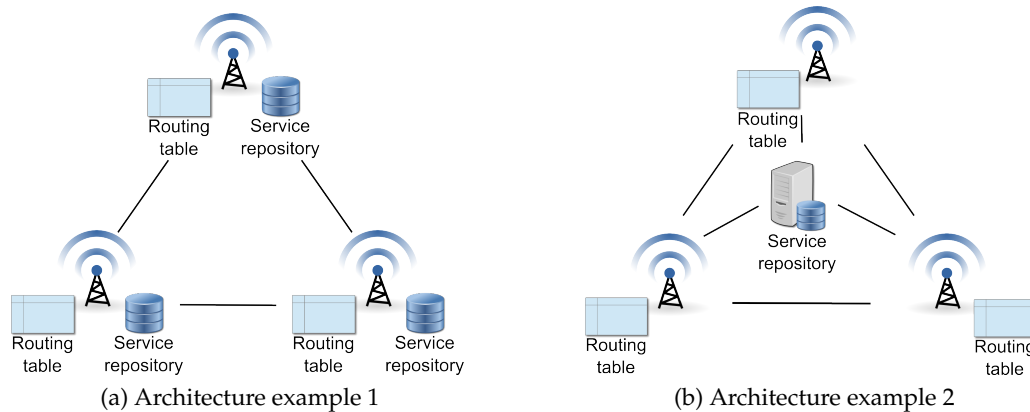 Routing
table
Service
repository
Routing
table
Service
repository
Routing
table
Service
repository
(a) Architecture example 1
Routing
table
Service
repository
Routing
table
Routing
table
(b) Architecture example 2